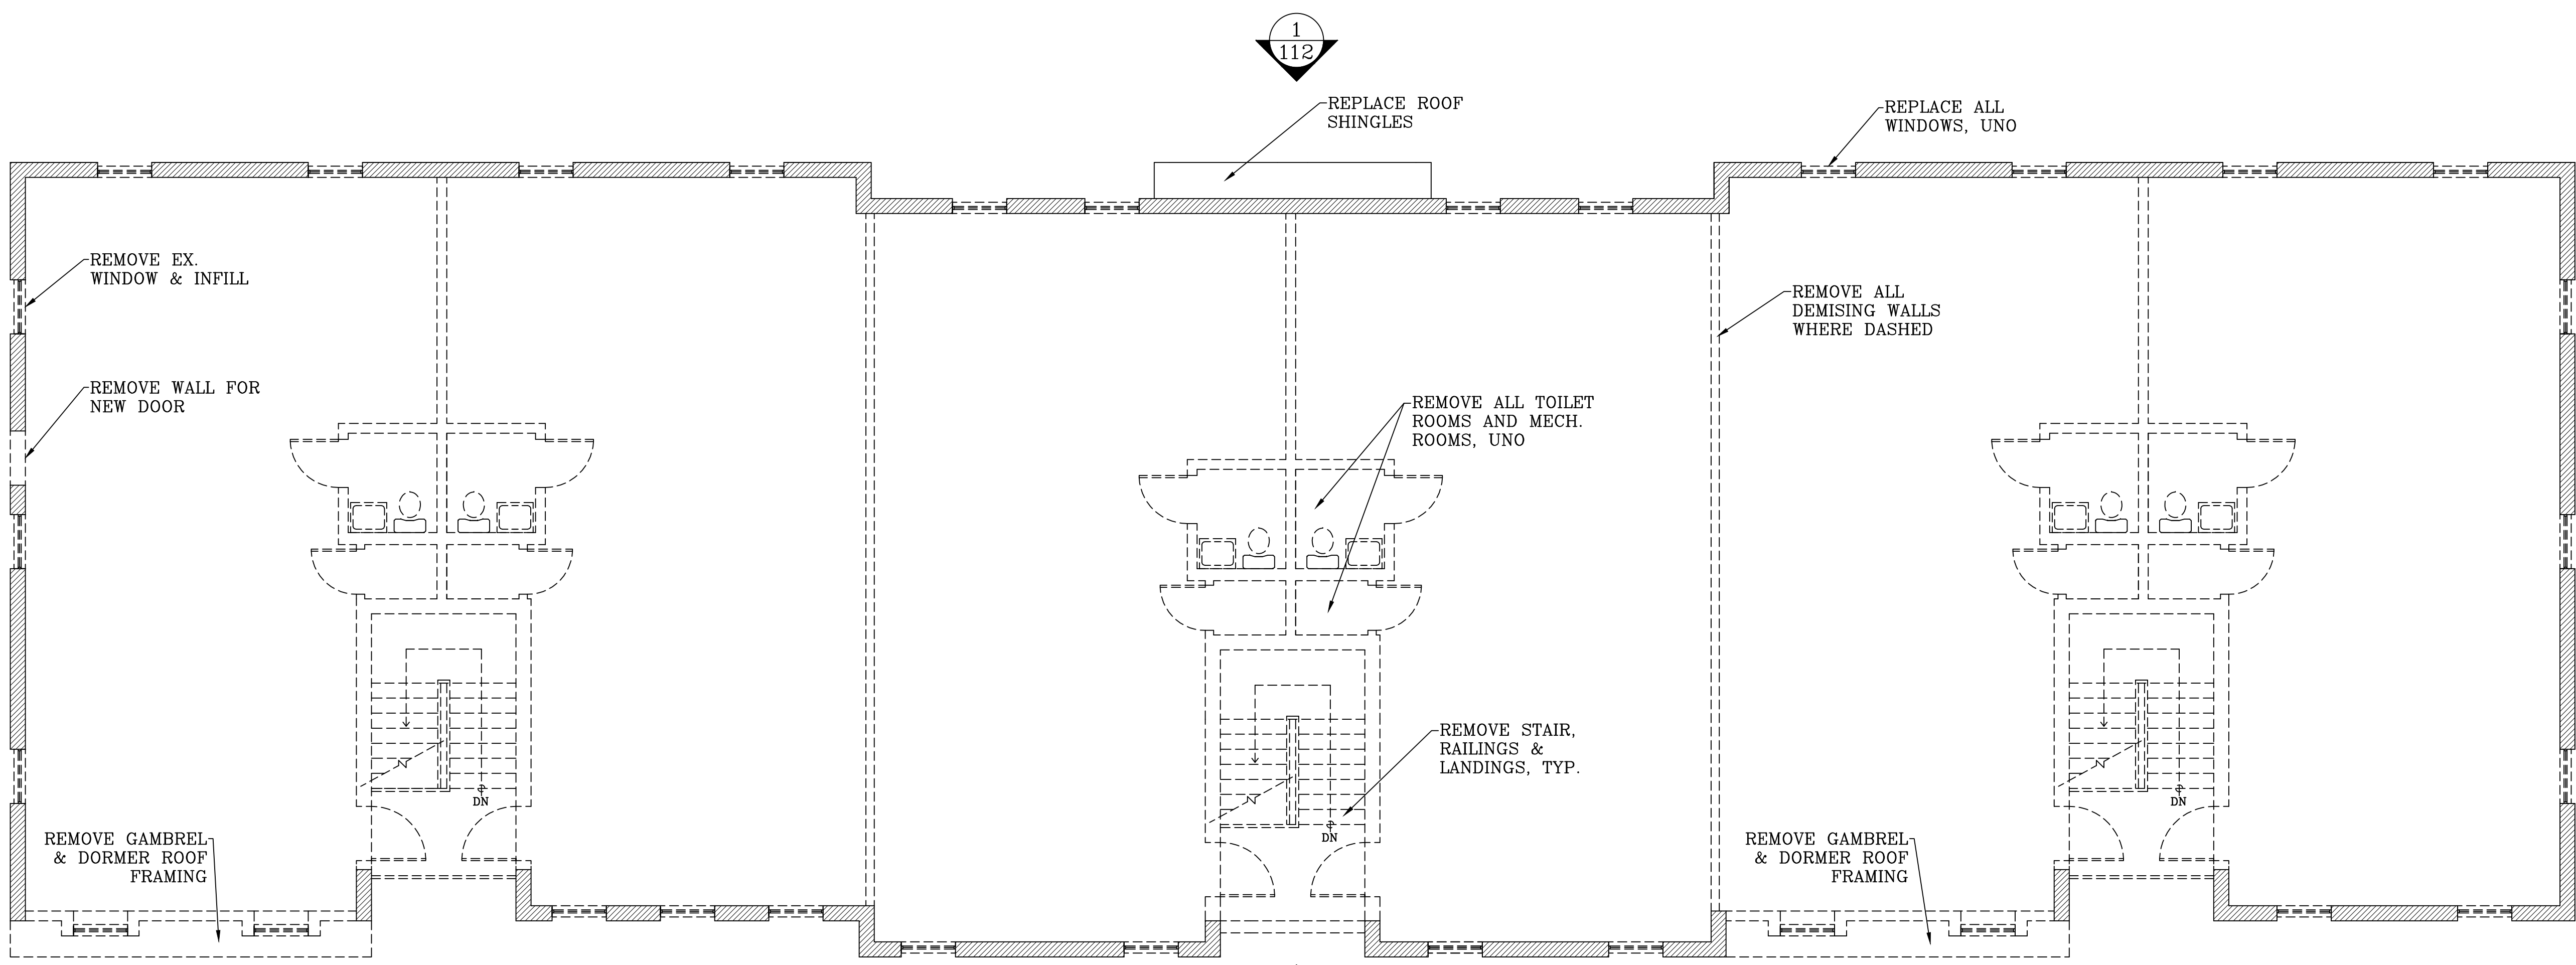 1
112
REPLACE ROOF
SHINGLES
REPLACE ALL
WINDOWS, UNO
REMOVE EX.
WINDOW & INFILL
REMOVE ALL
DEMISING WALLS
WHERE DASHED
REMOVE WALL FOR
NEW DOOR
REMOVE ALL TOILET
ROOMS AND MECH.
ROOMS, UNO
REMOVE STAIR,
RAILINGS &
LANDINGS, TYP.
DN
DN
DN
REMOVE GAMBREL
& DORMER ROOF
FRAMING
REMOVE GAMBREL
& DORMER ROOF
FRAMING